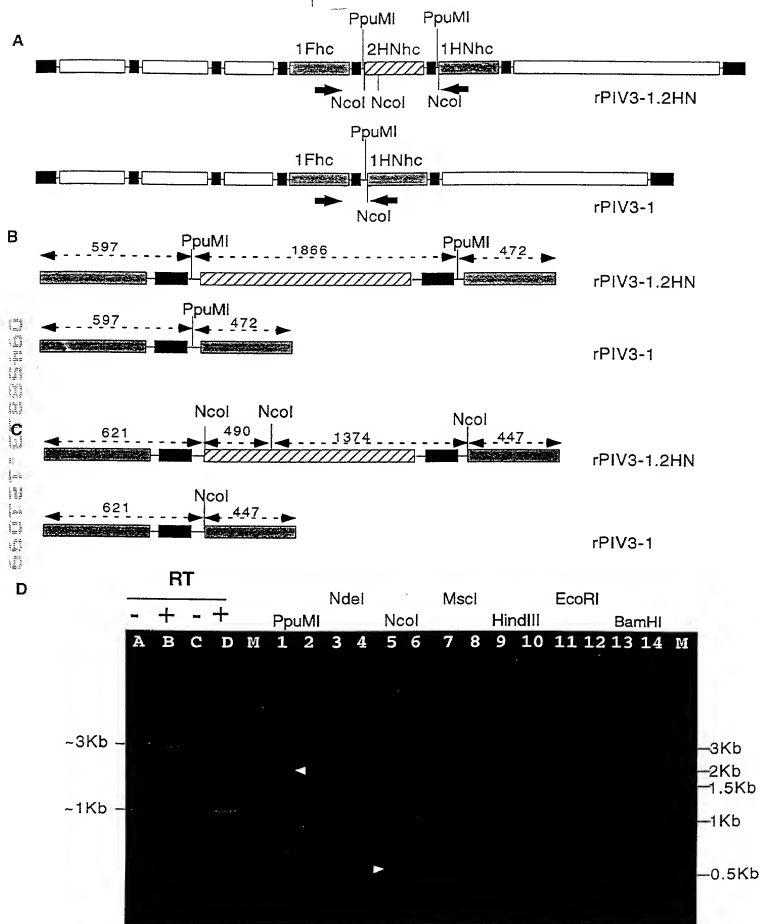 A
PpuMI PpuMI
1Fhc 2HNhc 1HNhc
NcoI NcoI NcoI
rPIV3-1.2HN
PpuMI
1Fhc 1HNhc
NcoI
rPIV3-1
B
597 PpuMI 1866 PpuMI 472
rPIV3-1.2HN
PpuMI
597 472
rPIV3-1
C
NcoI NcoI NcoI
621 490 1374 447
rPIV3-1.2HN
NcoI
621 447
rPIV3-1
D
RT
NdeI MscI EcoRI
- + - + PpuMI NcoI HindIII BamHI
A B C D M 1 2 3 4 5 6 7 8 9 10 11 12 13 14 M
~3Kb 3Kb
2Kb
1.5Kb
~1Kb 1Kb
0.5Kb